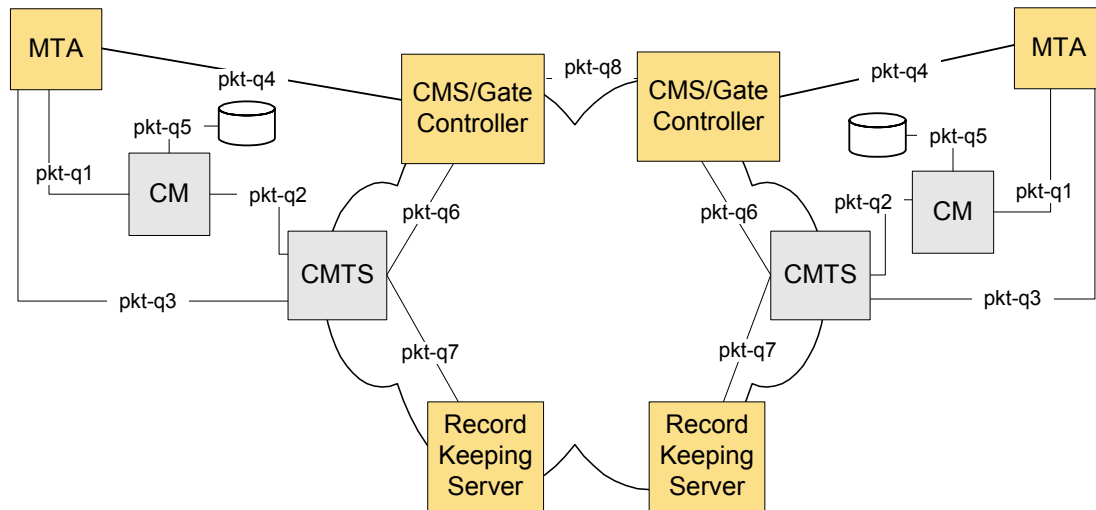 MTA
MTA
pkt-q8
pkt-q4
pkt-q4
CMS/Gate
Controller
CMS/Gate
Controller
pkt-q5
pkt-q5
pkt-q1
CM
pkt-q2
pkt-q6
pkt-q6
pkt-q2
CM
pkt-q1
CMTS
CMTS
pkt-q3
pkt-q3
pkt-q7
pkt-q7
Record
Keeping
Server
Record
Keeping
Server